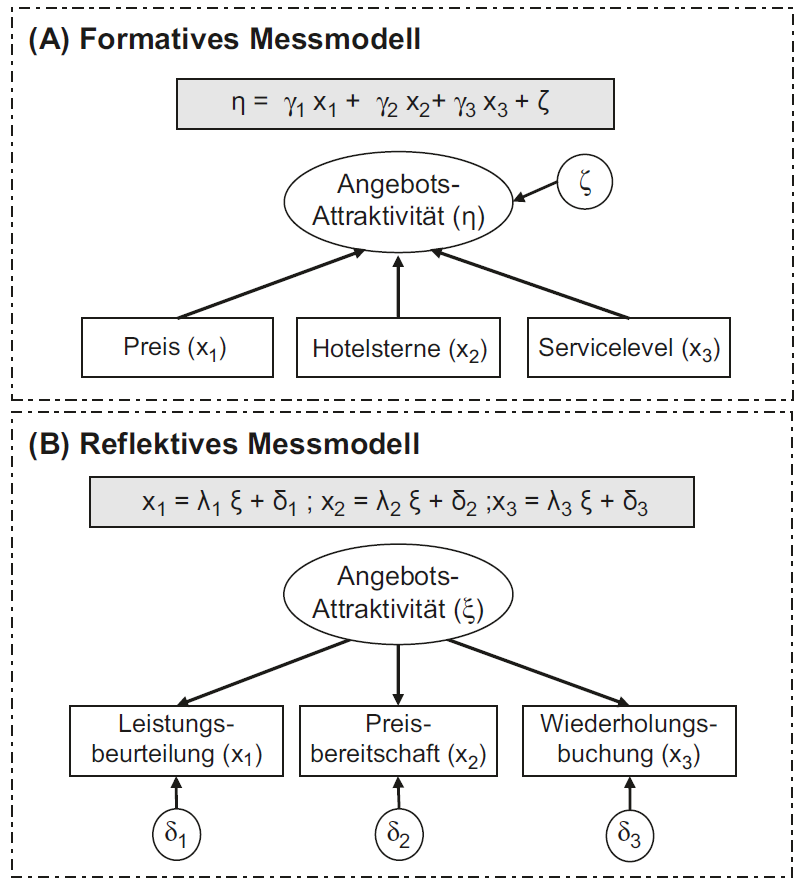 (A) Formatives Messmodell
η = γ1 x1 + γ2 x2+ γ3 x3 + ζ
Angebots-
Attraktivität (η)
ζ
Preis (x1)
Hotelsterne (x2)
Servicelevel (x3)
(B) Reflektives Messmodell
x1 = λ1 ξ + δ1 ; x2 = λ2 ξ + δ2 ;x3 = λ3 ξ + δ3
Angebots-
Attraktivität (ξ)
Leistungs-
beurteilung (x1)
Preis-
bereitschaft (x2)
Wiederholungs-
buchung (x3)
δ1
δ2
δ3